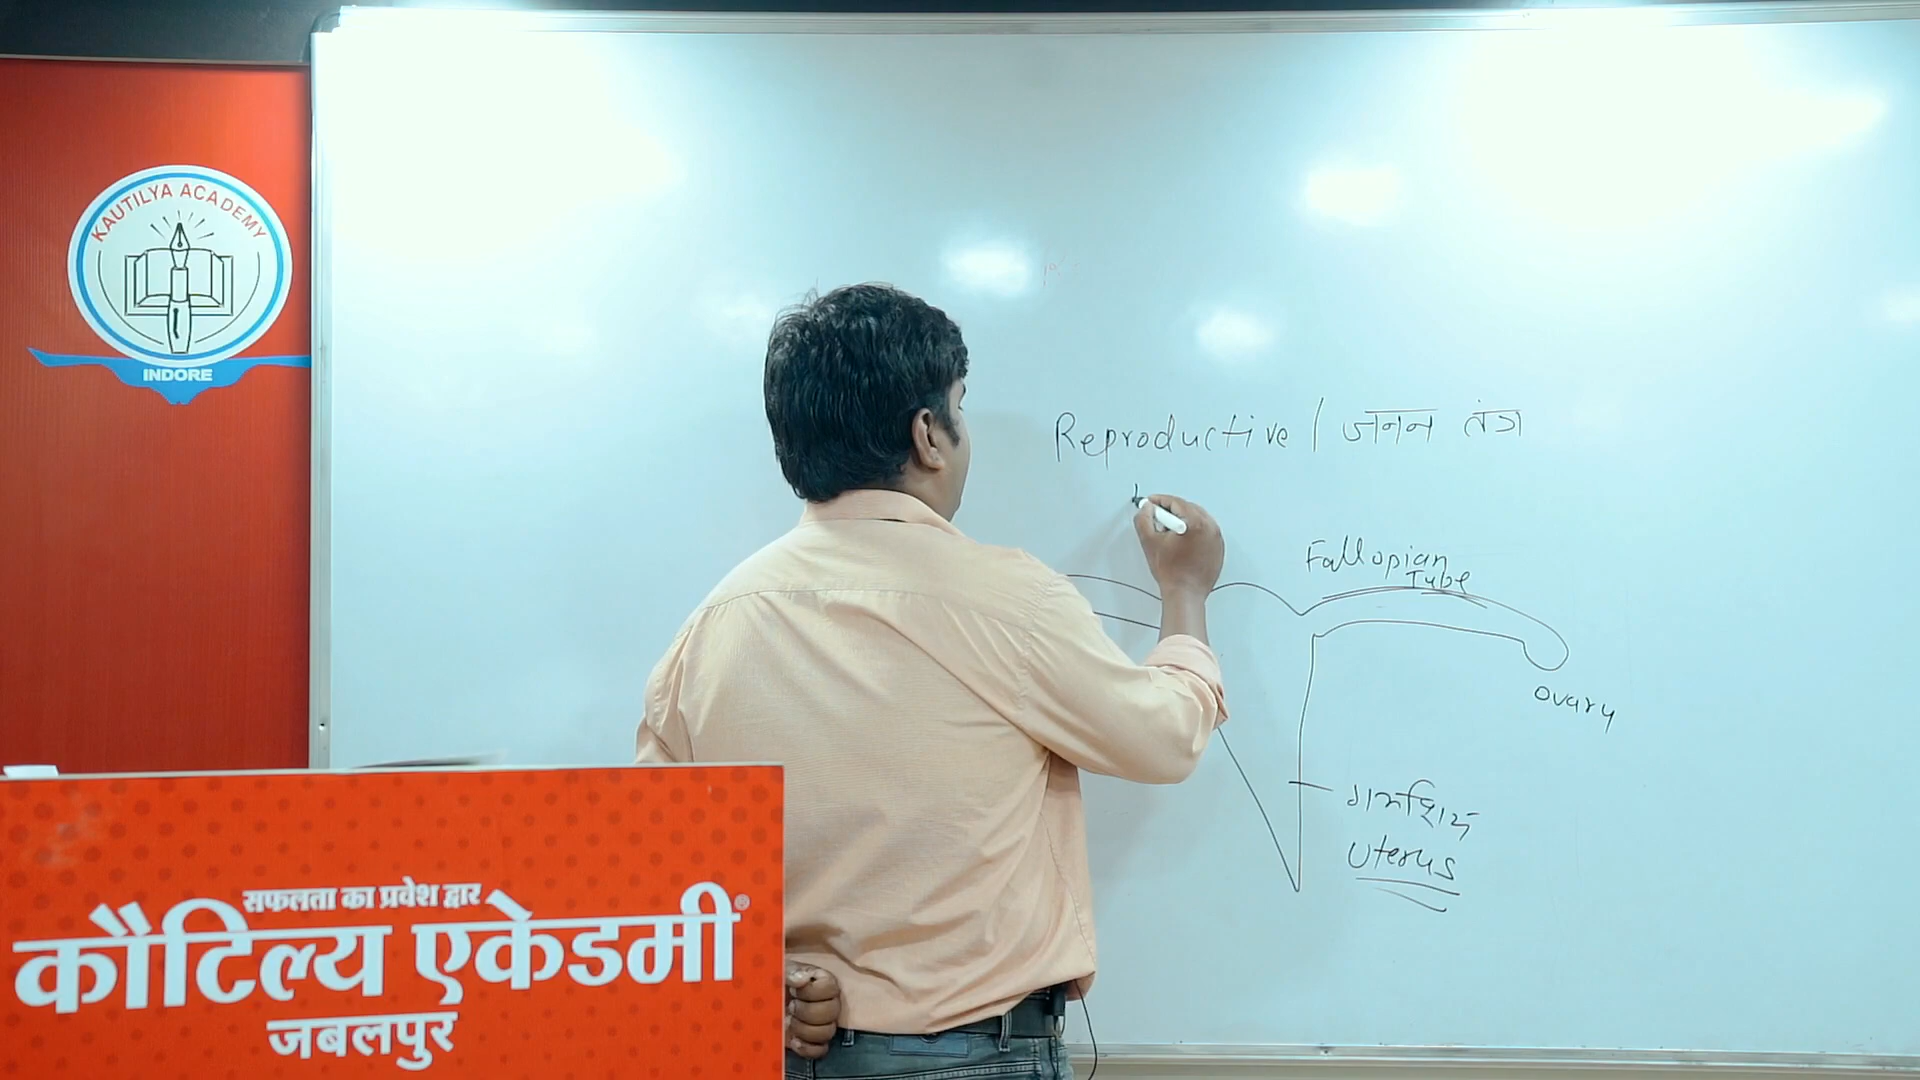 KAUTILYA ACADEMY
INDORE
Reproductive / जनन तंत्र
Fallopian
Tube
Ovary
गर्भाशय
Uterus
सफलता का प्रवेश द्वार
कौटिल्य एकेडमी®
जबलपुर